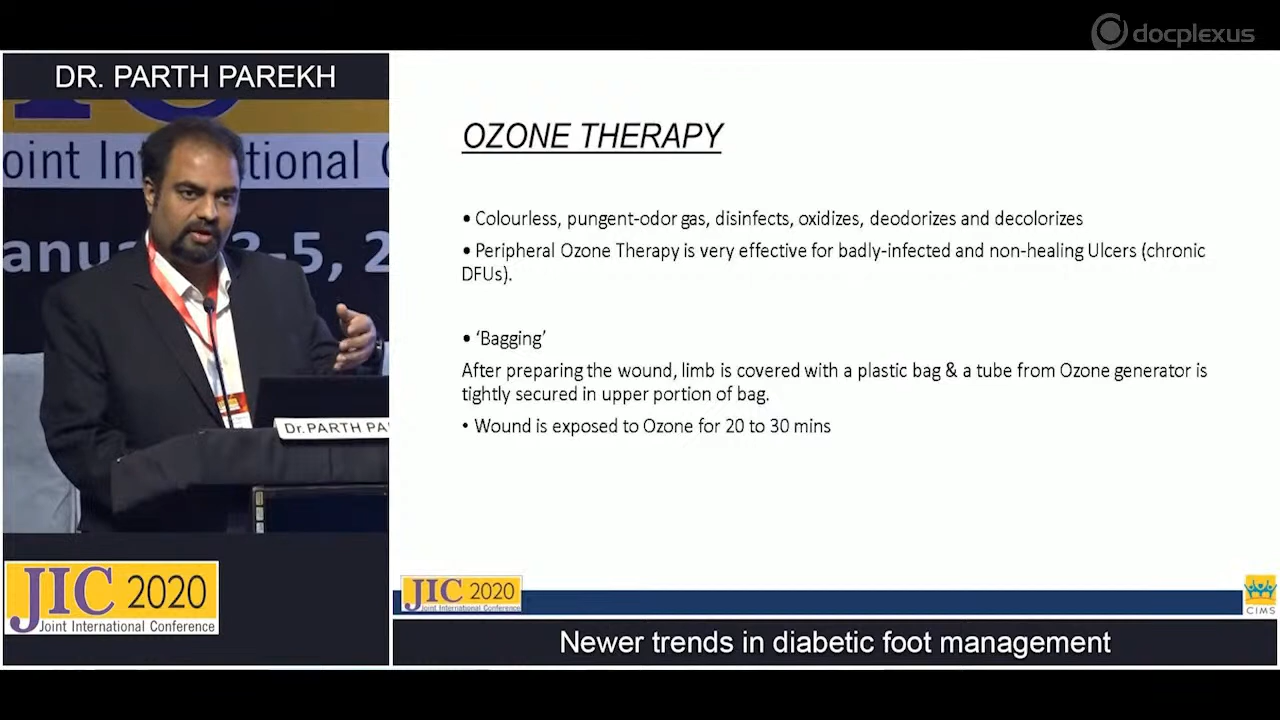 docplexus
DR. PARTH PAREKH
Joint International
3-5, 2
Dr.PARTH PA
JIC 2020
Joint International Conference
OZONE THERAPY
• Colourless, pungent-odor gas, disinfects, oxidizes, deodorizes and decolorizes
• Peripheral Ozone Therapy is very effective for badly-infected and non-healing Ulcers (chronic
DFUs).
• ‘Bagging’
After preparing the wound, limb is covered with a plastic bag & a tube from Ozone generator is
tightly secured in upper portion of bag.
• Wound is exposed to Ozone for 20 to 30 mins
JIC 2020
Joint International Conference
CIMS
Newer trends in diabetic foot management